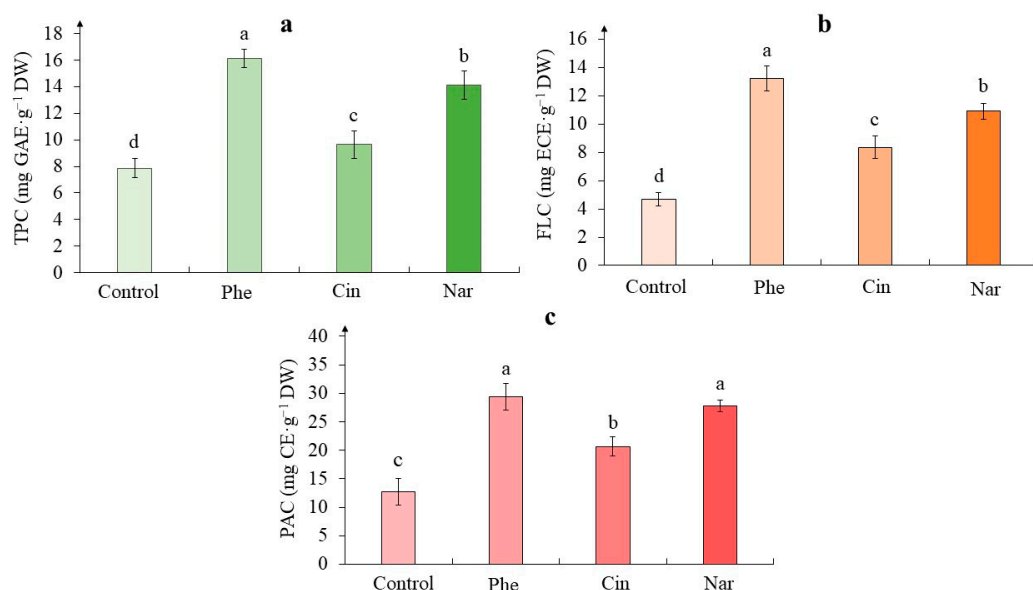 a
TPC (mg GAE·g⁻¹ DW)
18
16
14
12
10
8
6
4
2
0
d
a
c
b
Control Phe Cin Nar
b
FLC (mg ECE·g⁻¹ DW)
16
14
12
10
8
6
4
2
0
d
a
c
b
Control Phe Cin Nar
c
PAC (mg CE·g⁻¹ DW)
40
35
30
25
20
15
10
5
0
c
a
b
a
Control Phe Cin Nar